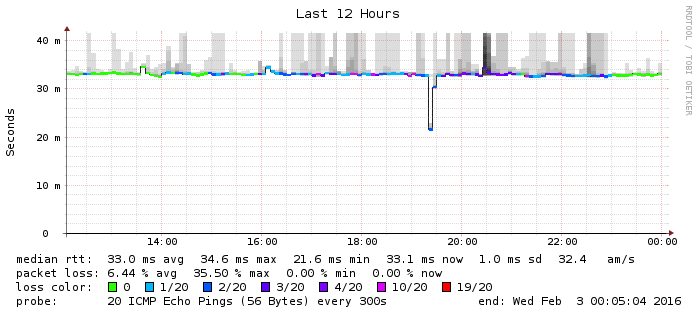 Last 12 Hours
RRDTOOL / TOBI OETIKER
Seconds
40 m
30 m
20 m
10 m
0
14:00 16:00 18:00 20:00 22:00 00:00
median rtt: 33.0 ms avg 34.6 ms max 21.6 ms min 33.1 ms now 1.0 ms sd 32.4 am/s
packet loss: 6.44 % avg 35.50 % max 0.00 % min 0.00 % now
loss color: 0 1/20 2/20 3/20 4/20 10/20 19/20
probe: 20 ICMP Echo Pings (56 Bytes) every 300s end: Wed Feb 3 00:05:04 2016